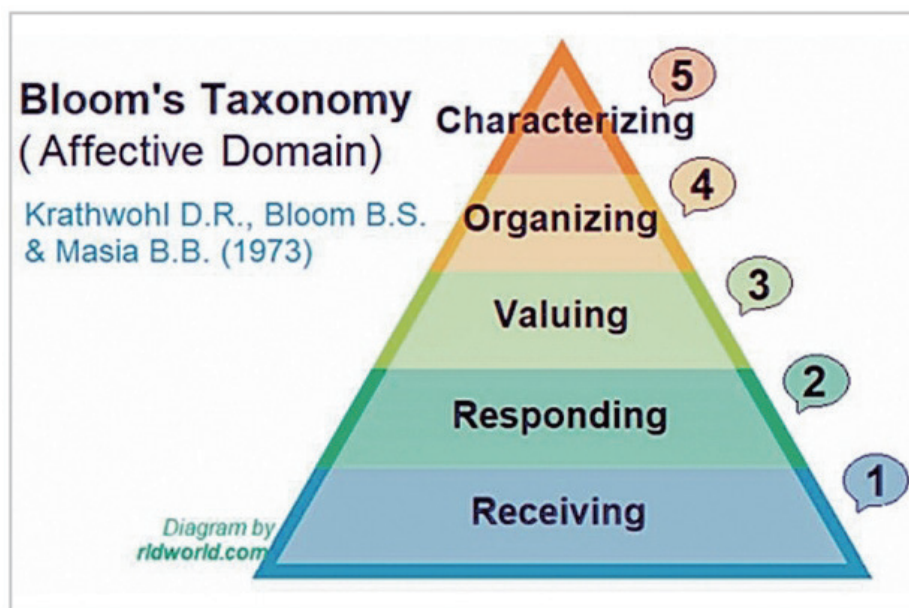 Bloom's Taxonomy
( Affective Domain)
Krathwohl D.R., Bloom B.S.
& Masia B.B. (1973)
5
Characterizing
4
Organizing
3
Valuing
2
Responding
1
Receiving
Diagram by
rldworld.com